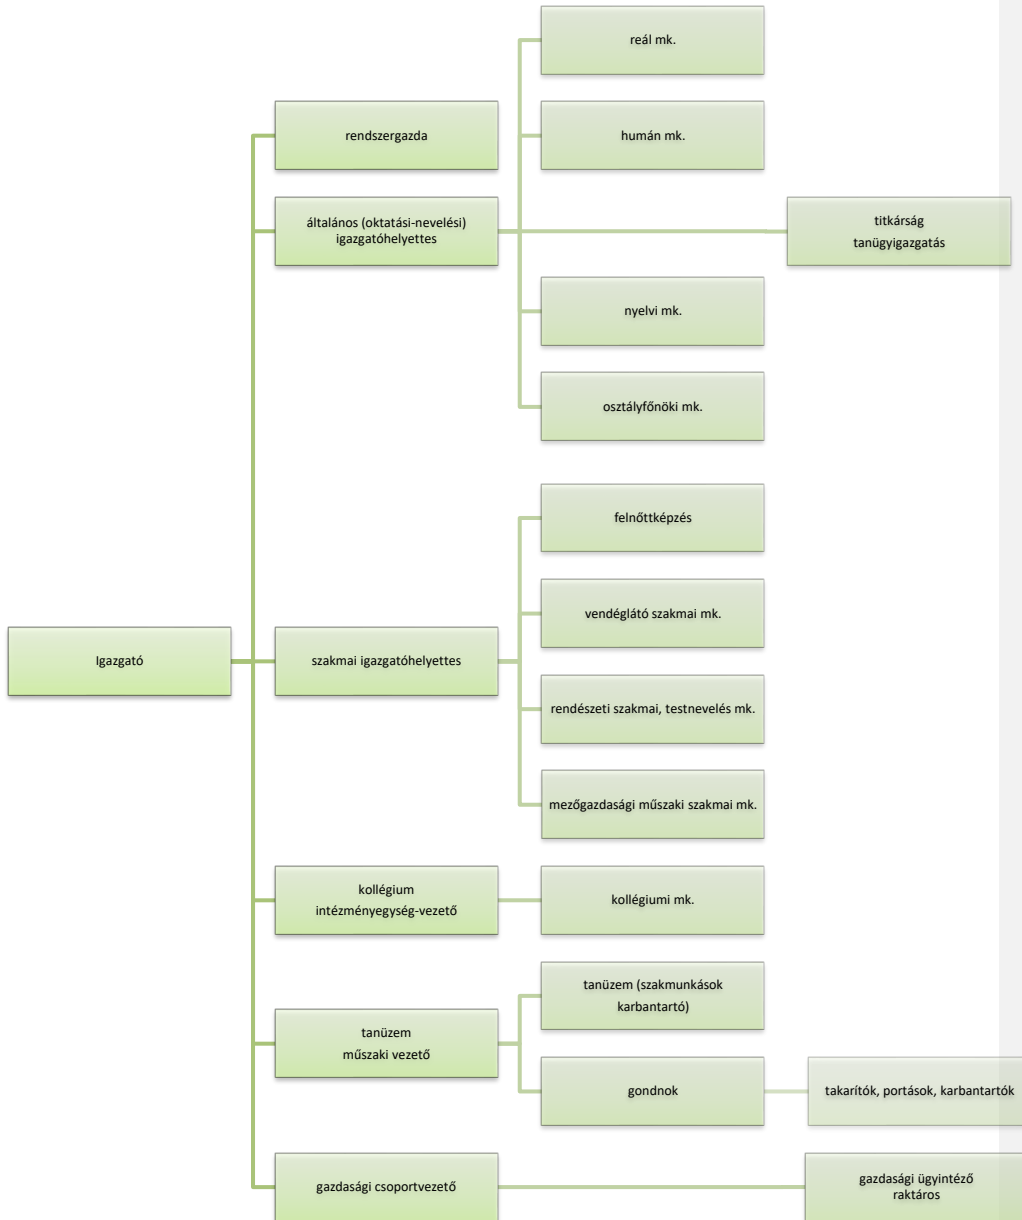 reál mk.
rendszergazda
humán mk.
általános (oktatási-nevelési)
igazgatóhelyettes
titkárság
tanügyigazgatás
nyelvi mk.
osztályfőnöki mk.
felnőttképzés
vendéglátó szakmai mk.
Igazgató
szakmai igazgatóhelyettes
rendészeti szakmai, testnevelés mk.
mezőgazdasági műszaki szakmai mk.
kollégium
intézményegység-vezető
kollégiumi mk.
tanüzem
műszaki vezető
tanüzem (szakmunkások
karbantartó)
gondnok
takarítók, portások, karbantartók
gazdasági csoportvezető
gazdasági ügyintéző
raktáros